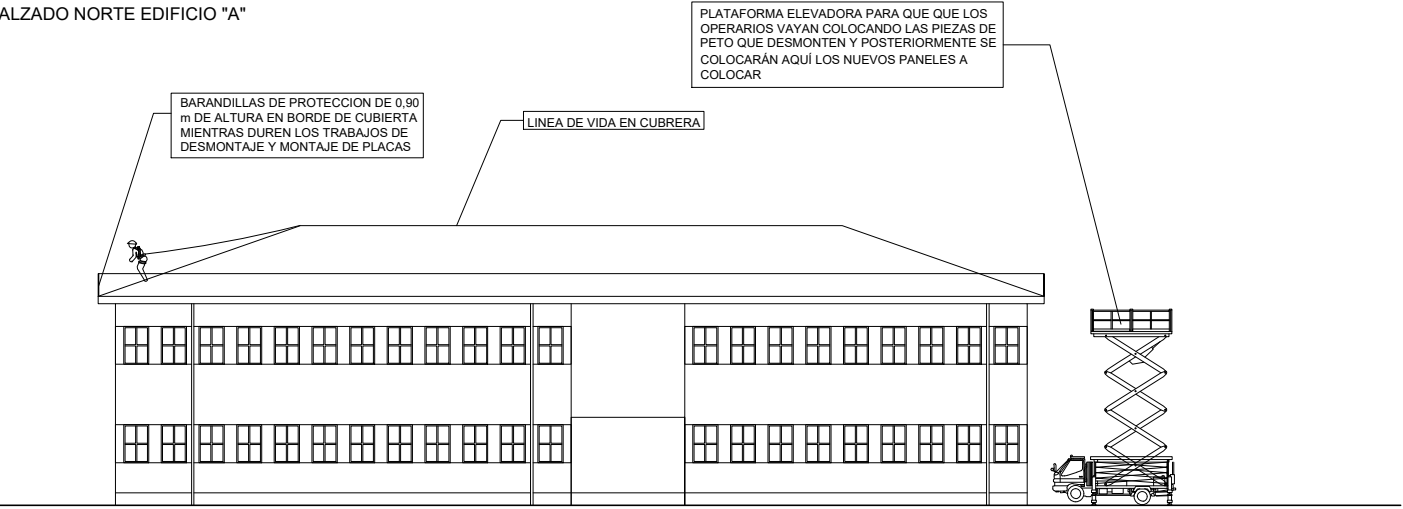 ALZADO NORTE EDIFICIO "A"
PLATAFORMA ELEVADORA PARA QUE QUE LOS
OPERARIOS VAYAN COLOCANDO LAS PIEZAS DE
PETO QUE DESMONTEN Y POSTERIORMENTE SE
COLOCARÁN AQUÍ LOS NUEVOS PANELES A
COLOCAR
BARANDILLAS DE PROTECCION DE 0,90
m DE ALTURA EN BORDE DE CUBIERTA
MIENTRAS DUREN LOS TRABAJOS DE
DESMONTAJE Y MONTAJE DE PLACAS
LINEA DE VIDA EN CUBRERA